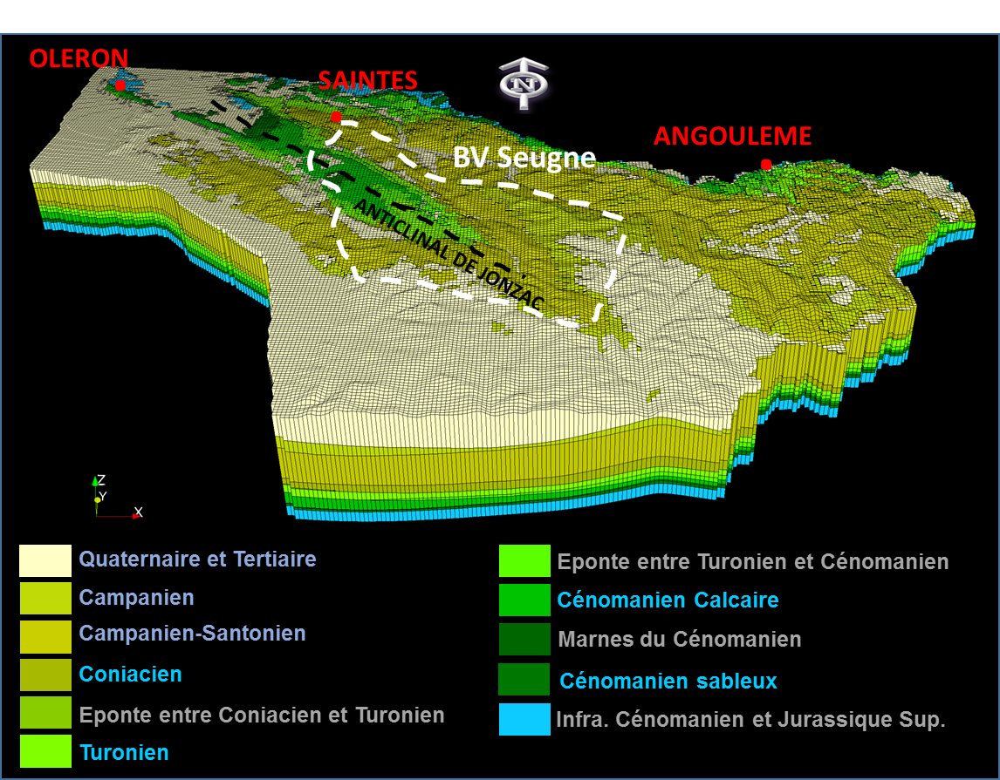 OLERON
SAINTES
N
ANGOULEME
BV Seugne
ANTICLINAL DE JONZAC
Z
Y
X
Quaternaire et Tertiaire
Campanien
Campanien-Santonien
Coniacien
Eponte entre Coniacien et Turonien
Turonien
Eponte entre Turonien et Cénomanien
Cénomanien Calcaire
Marnes du Cénomanien
Cénomanien sableux
Infra. Cénomanien et Jurassique Sup.